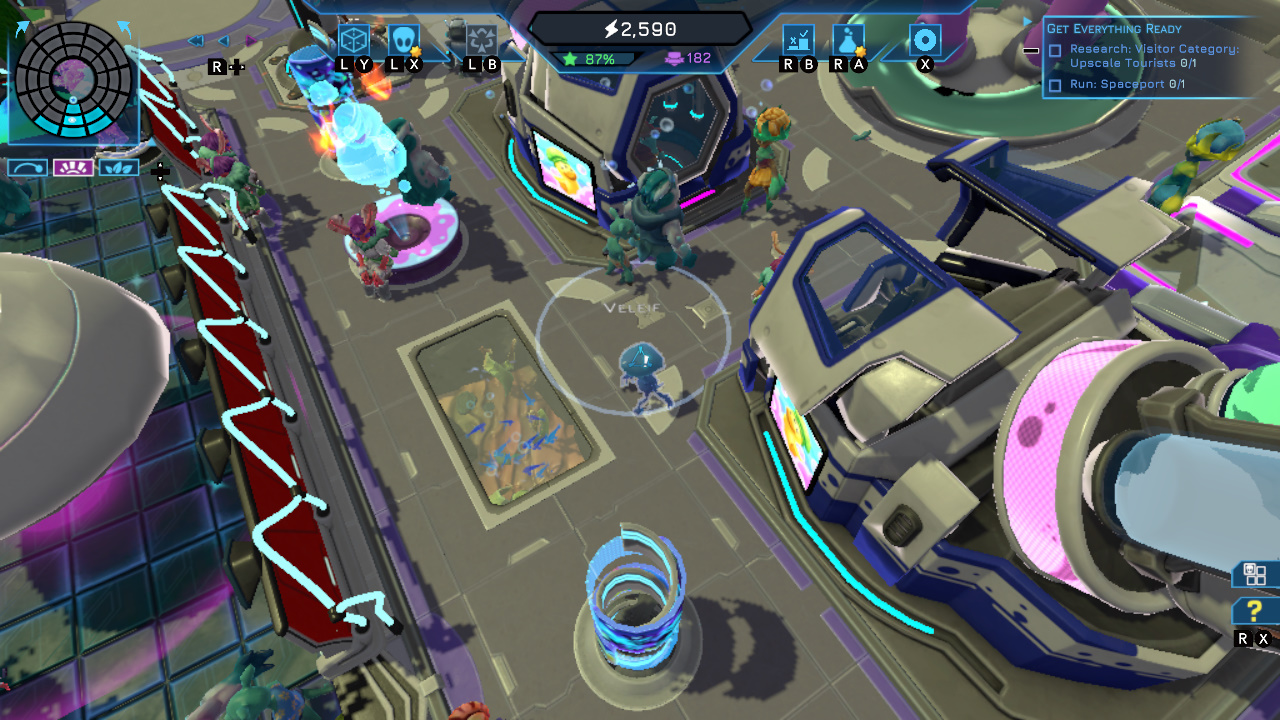 2,590
87%
182
R
L Y
L X
L B
R B
R A
X
Get Everything Ready
Research: Visitor Category:
Upscale Tourists 0/1
Run: Spaceport 0/1
Veleif
?
R X